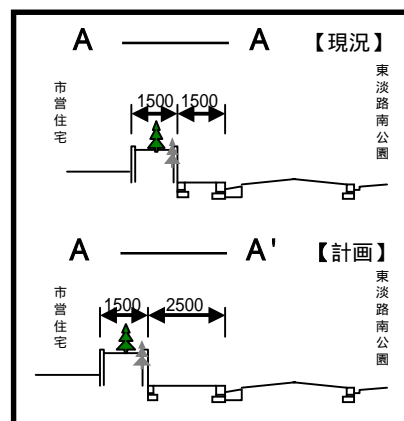 A ─── A 【現況】
市営住宅
東淡路南公園
1500 1500
A ─── A' 【計画】
市営住宅
東淡路南公園
1500 2500